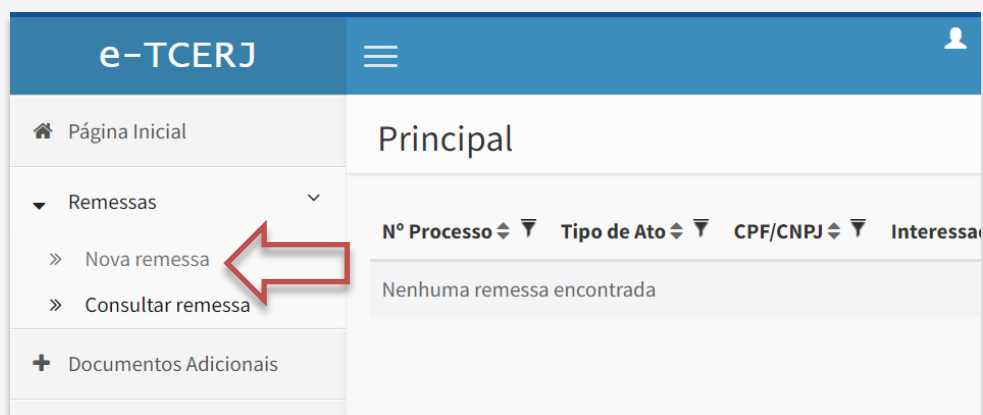 e-TCERJ
Página Inicial
Remessas
Nova remessa
Consultar remessa
Documentos Adicionais
Principal
Nº Processo Tipo de Ato CPF/CNPJ
Nenhuma remessa encontrada